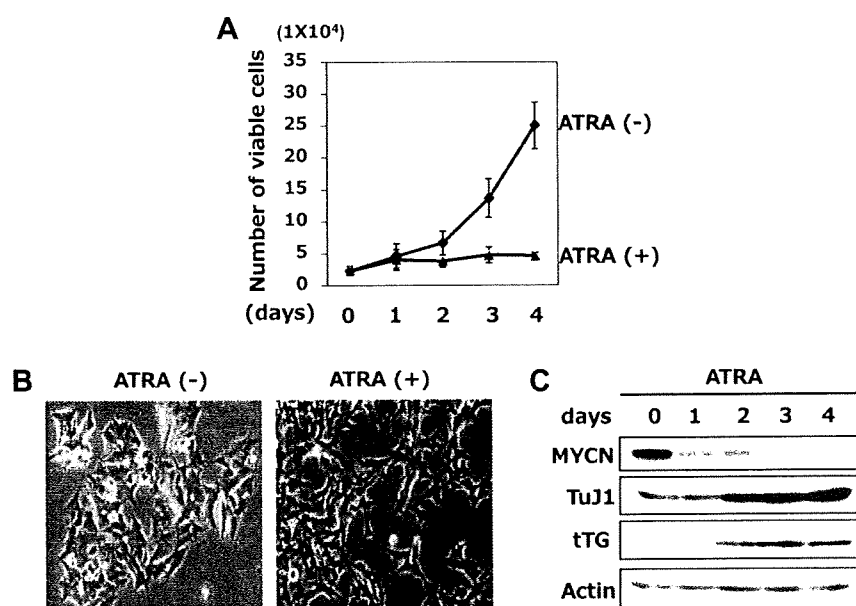 A (1X10⁴)
Number of viable cells
35
30
25
20
15
10
5
0
ATRA (-)
ATRA (+)
(days) 0 1 2 3 4
B ATRA (-) ATRA (+)
C ATRA
days 0 1 2 3 4
MYCN
TuJ1
tTG
Actin